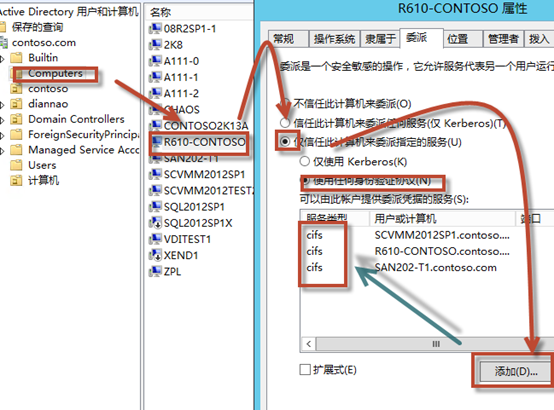 Active Directory 用户和计算机
保存的查询
contoso.com
Builtin
Computers
contoso
diannao
Domain Controllers
ForeignSecurityPrincipa
Managed Service Acco
Users
计算机
名称
08R2SP1-1
2K8
A111-0
A111-1
A111-2
CHAOS
CONTOSO2K13A
R610-CONTOSO
SAN202-T1
SCVMM2012SP1
SCVMM2012TEST2
SQL2012SP1
SQL2012SP1X
VDITEST1
XEND1
ZPL
R610-CONTOSO 属性
常规 操作系统 隶属于 委派 位置 管理者 拨入
委派是一个安全敏感的操作，它允许服务代表另一个用户运行
不信任此计算机来委派(O)
信任此计算机来委派任何服务(仅 Kerberos)(T)
仅信任此计算机来委派指定的服务(U)
仅使用 Kerberos(K)
使用任何身份验证协议(N)
可以由此帐户提供委派凭据的服务(S):
服务类型 用户或计算机 端口
cifs SCVMM2012SP1.contoso....
cifs R610-CONTOSO.contoso....
cifs SAN202-T1.contoso.com
扩展式(E)
添加(D)...